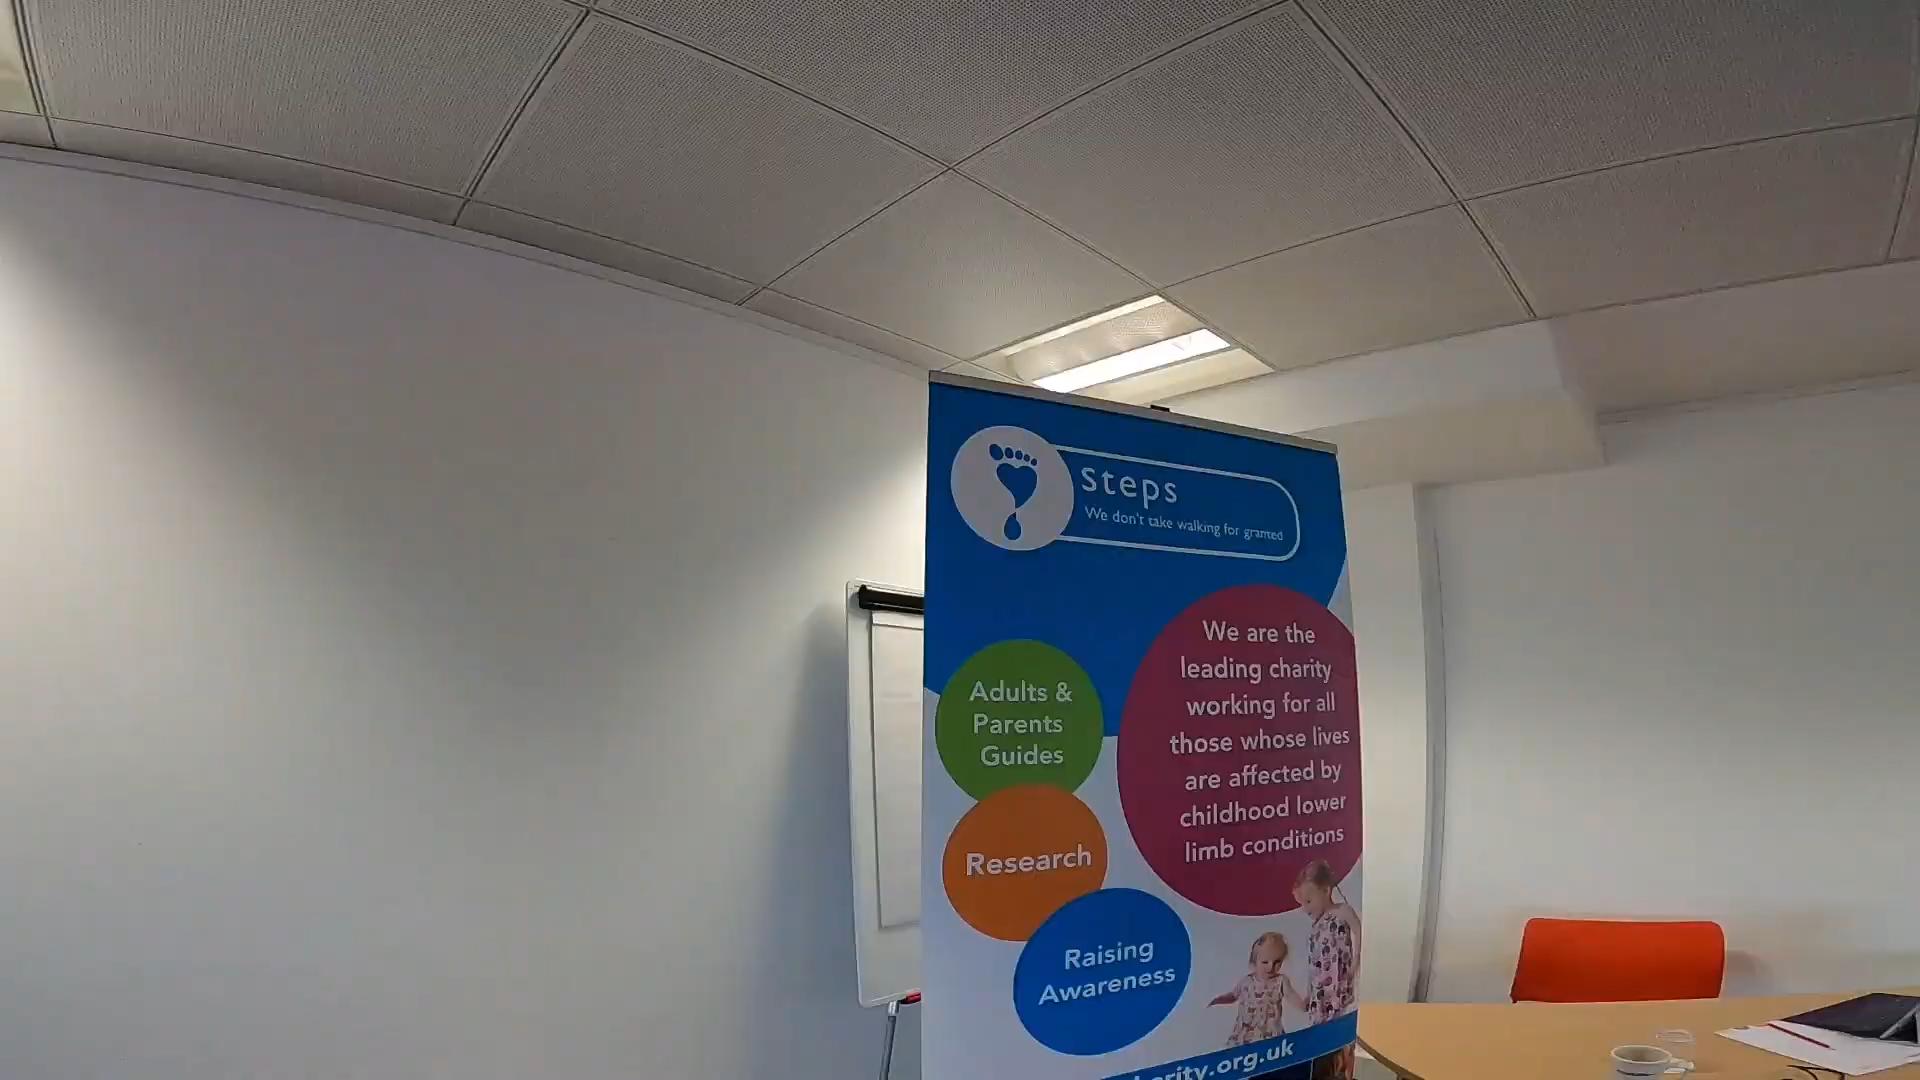 steps
We don't take walking for granted
We are the
leading charity
working for all
those whose lives
are affected by
childhood lower
limb conditions
Adults &
Parents
Guides
Research
Raising
Awareness
.org.uk